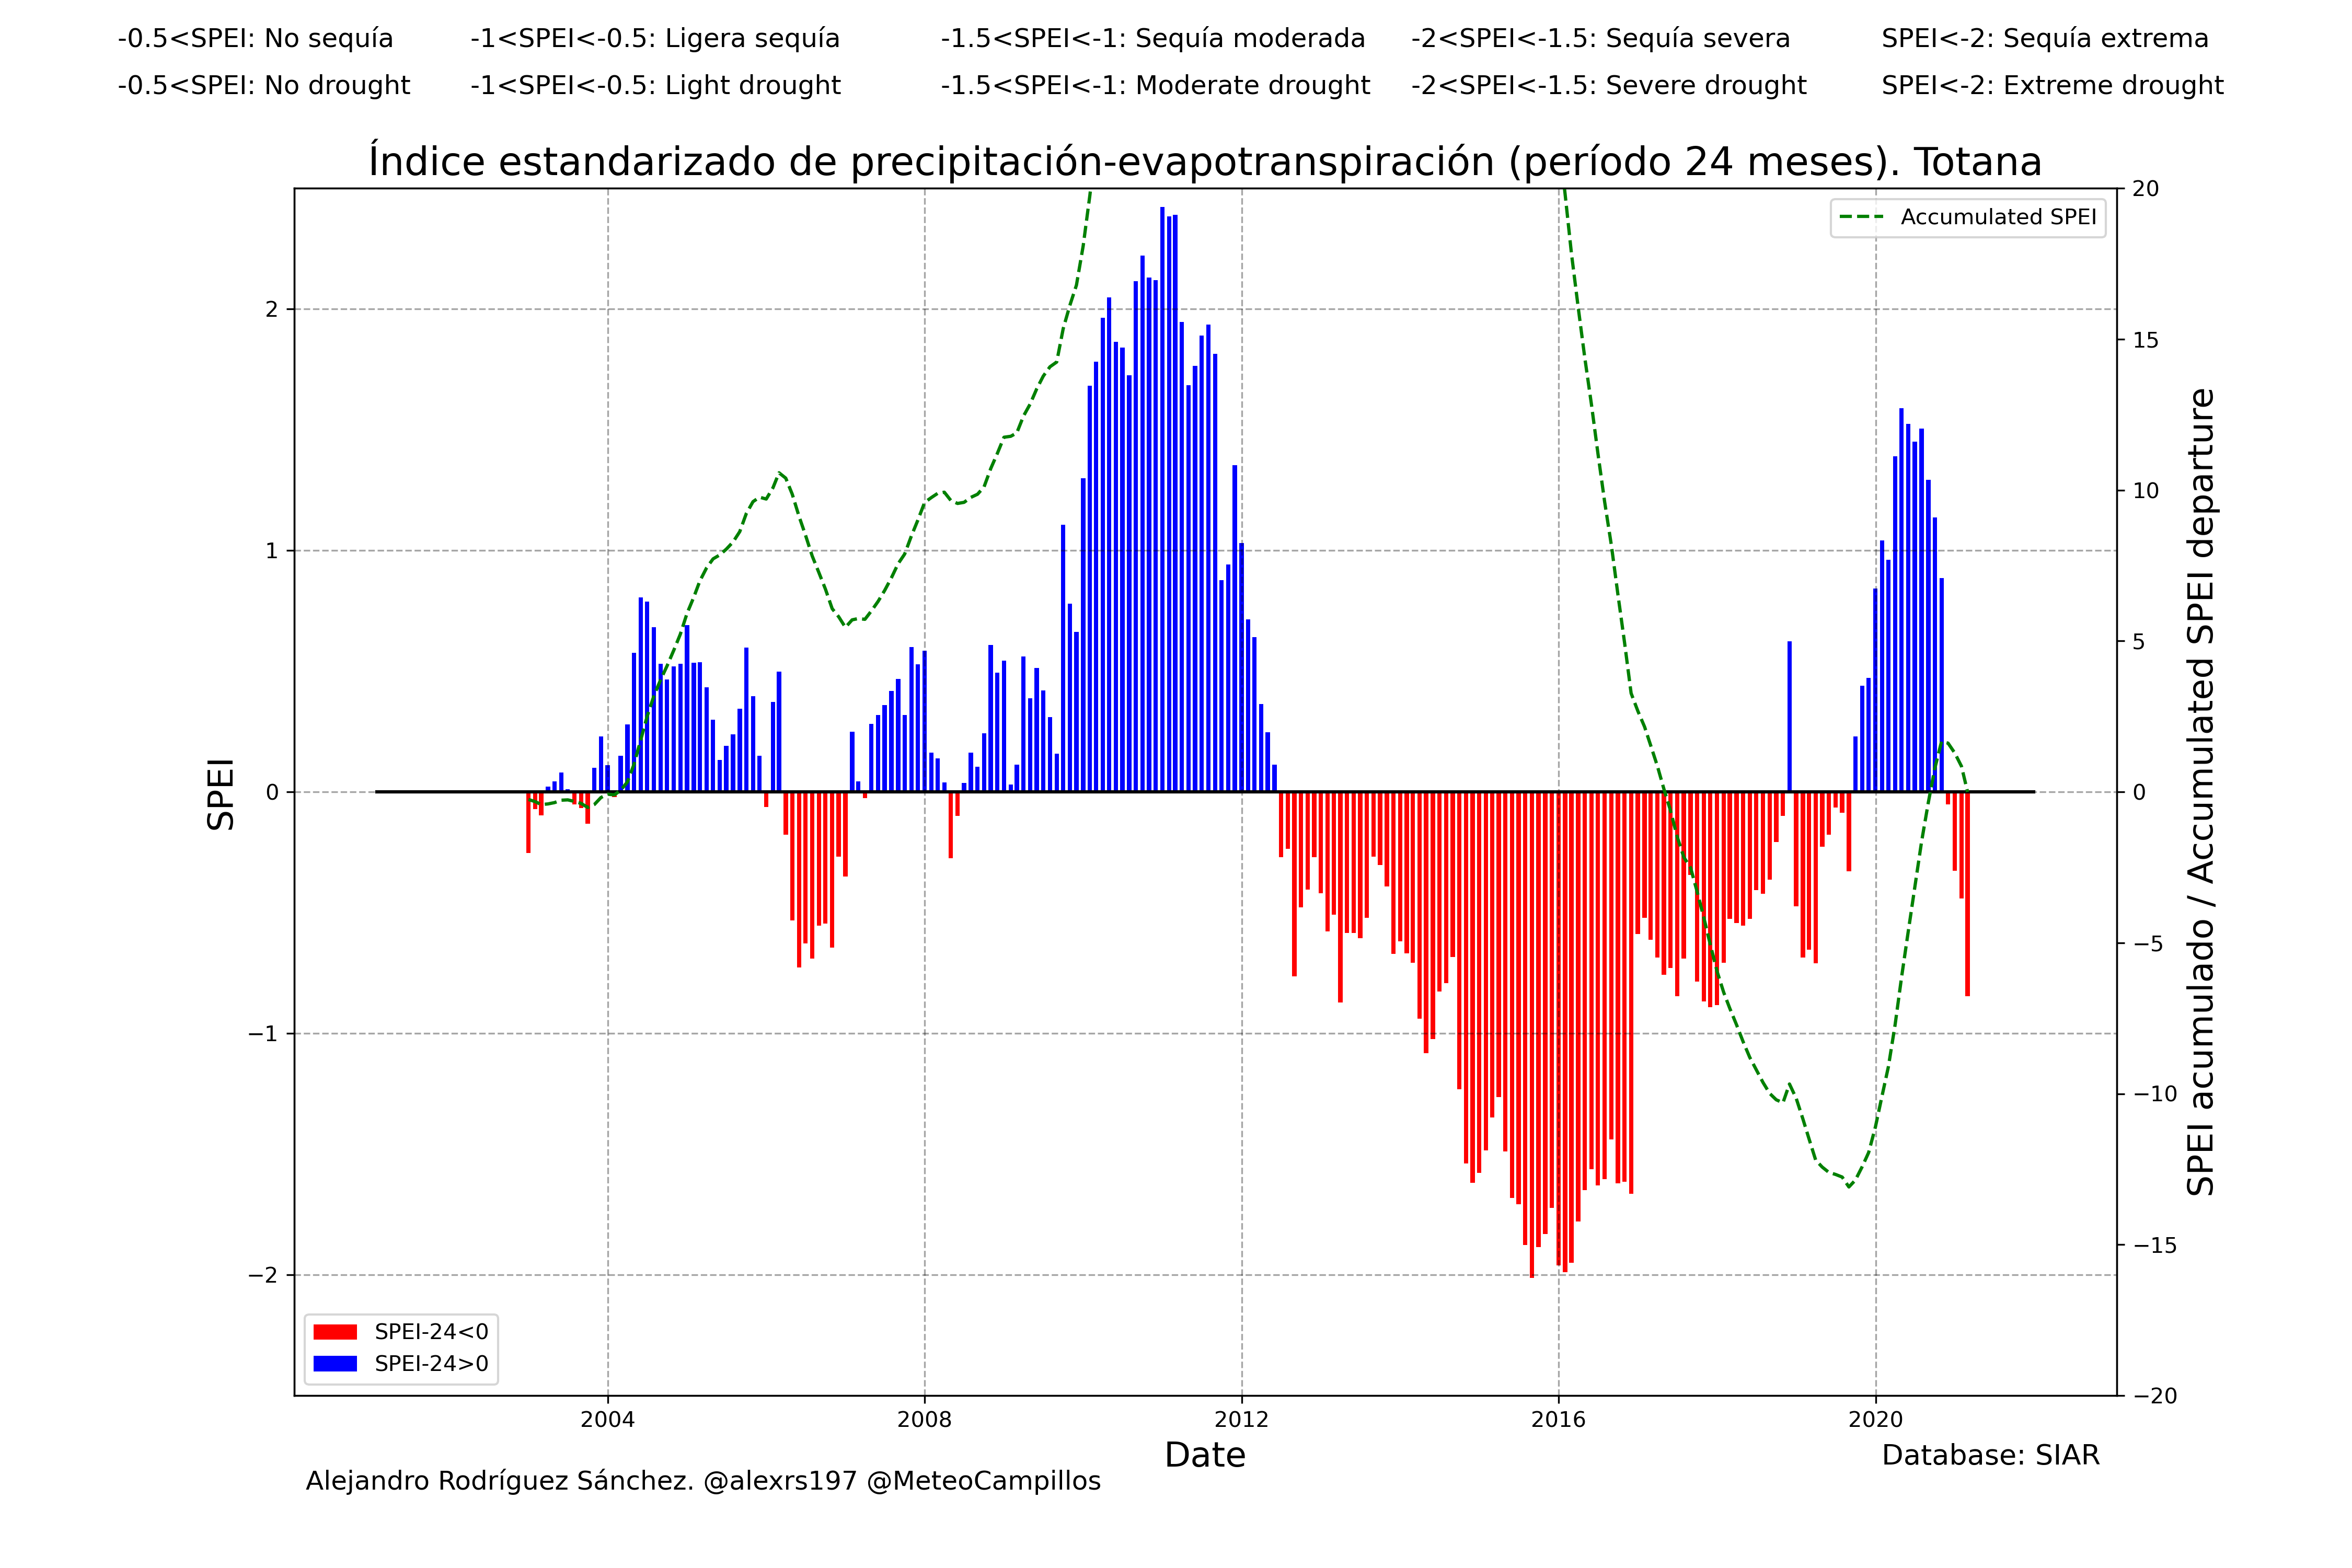 -0.5<SPEI: No sequía -1<SPEI<-0.5: Ligera sequía -1.5<SPEI<-1: Sequía moderada -2<SPEI<-1.5: Sequía severa SPEI<-2: Sequía extrema
-0.5<SPEI: No drought -1<SPEI<-0.5: Light drought -1.5<SPEI<-1: Moderate drought -2<SPEI<-1.5: Severe drought SPEI<-2: Extreme drought
Índice estandarizado de precipitación-evapotranspiración (período 24 meses). Totana
Accumulated SPEI
SPEI
2
1
0
−1
−2
20
15
10
5
0
−5
−10
−15
−20
SPEI acumulado / Accumulated SPEI departure
SPEI-24<0
SPEI-24>0
2004 2008 2012 2016 2020
Date
Database: SIAR
Alejandro Rodríguez Sánchez. @alexrs197 @MeteoCampillos